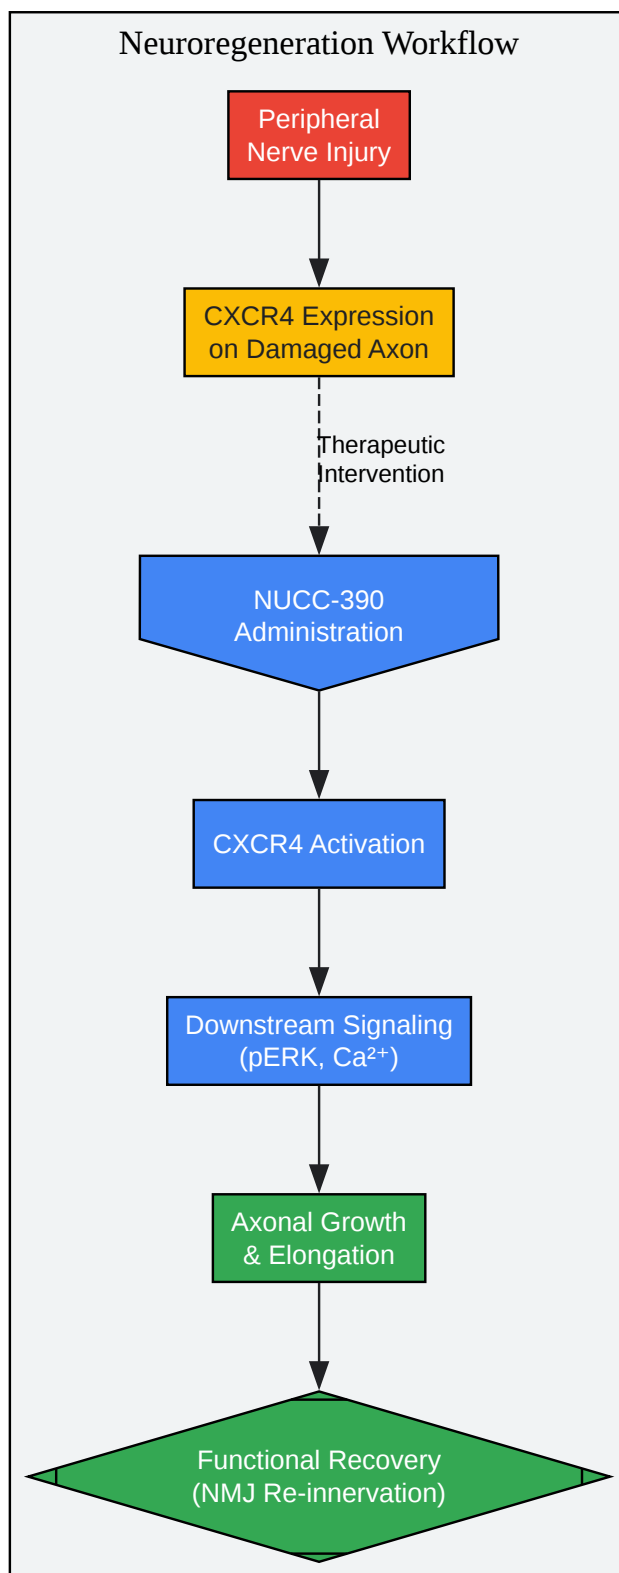 Neuroregeneration Workflow
Peripheral
Nerve Injury
CXCR4 Expression
on Damaged Axon
Therapeutic
Intervention
NUCC-390
Administration
CXCR4 Activation
Downstream Signaling
(pERK, Ca²⁺)
Axonal Growth
& Elongation
Functional Recovery
(NMJ Re-innervation)